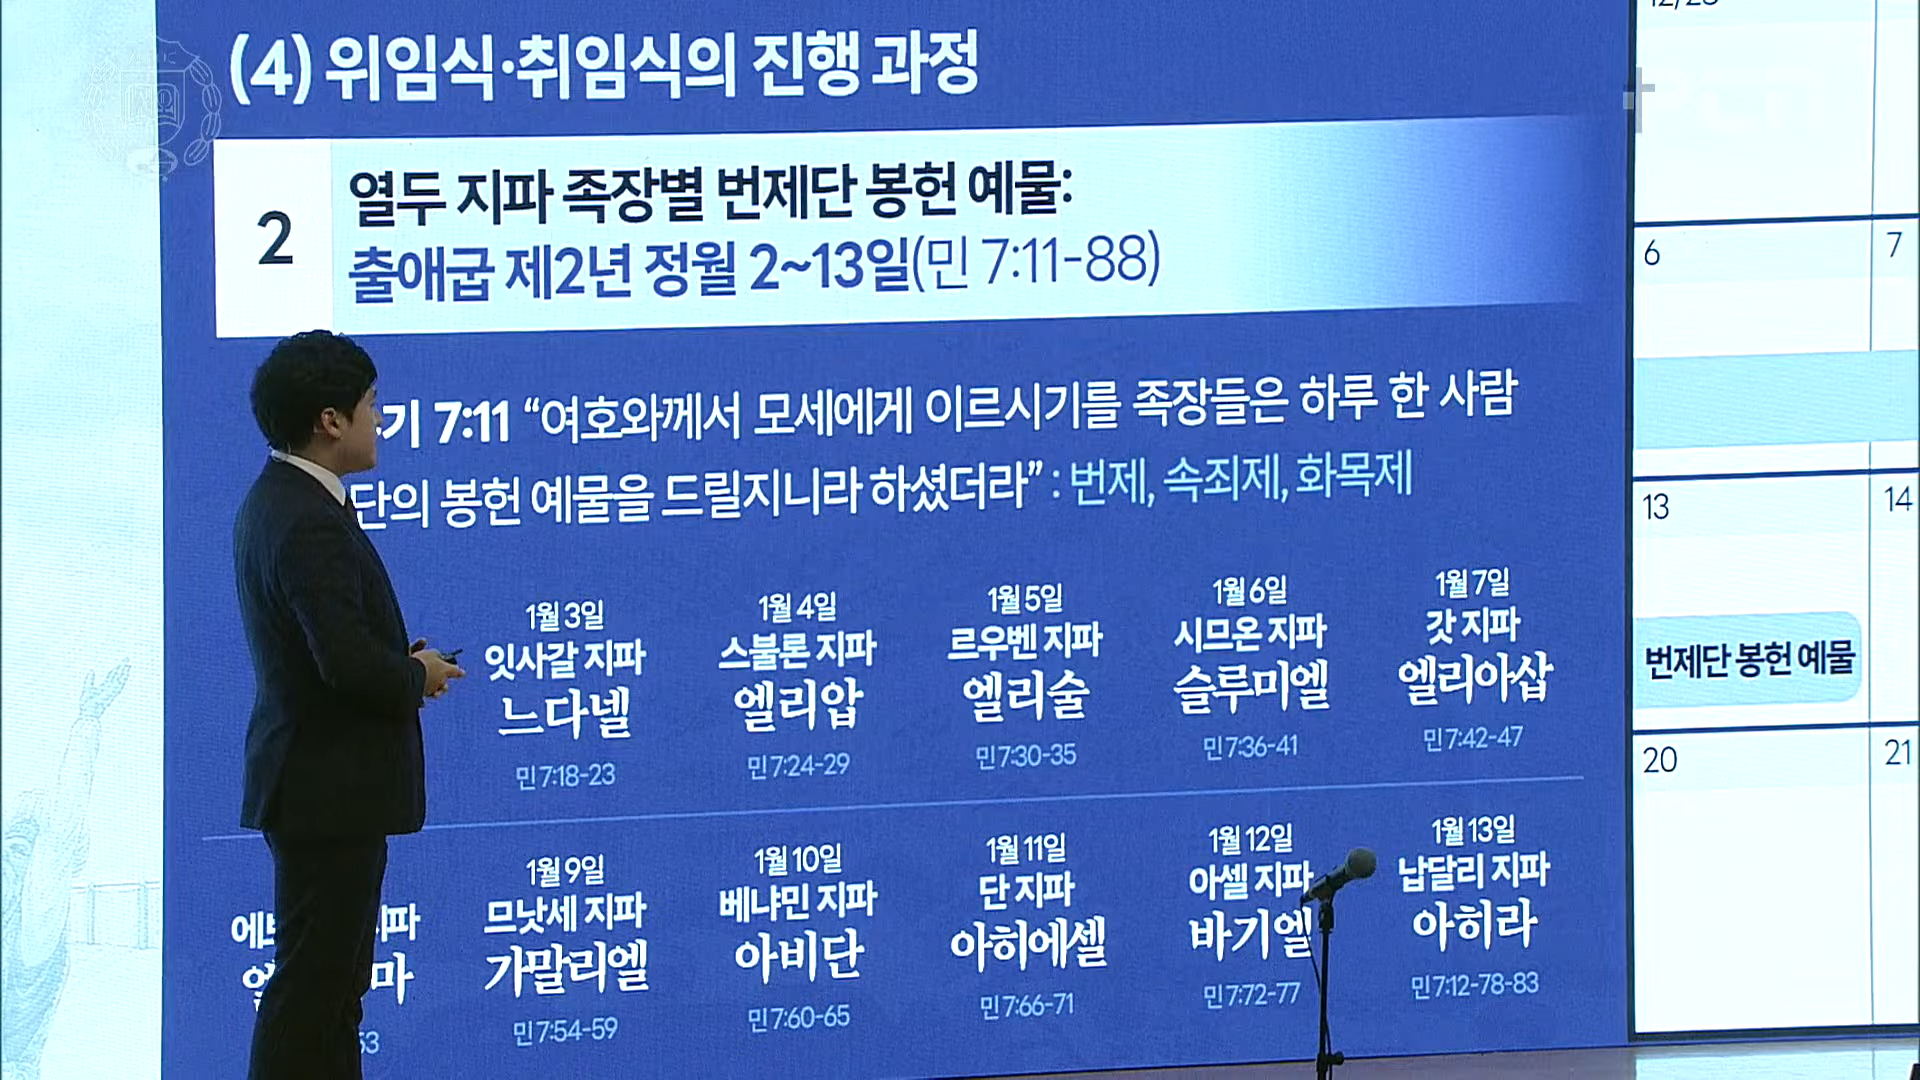 (4) 위임식·취임식의 진행 과정
2
열두 지파 족장별 번제단 봉헌 예물:
출애굽 제2년 정월 2~13일(민 7:11-88)
기 7:11 “여호와께서 모세에게 이르시기를 족장들은 하루 한 사람
단의 봉헌 예물을 드릴지니라 하셨더라” : 번제, 속죄제, 화목제
1월 3일
잇사갈 지파
느다넬
민 7:18-23
1월 4일
스불론 지파
엘리압
민 7:24-29
1월 5일
르우벤 지파
엘리술
민 7:30-35
1월 6일
시므온 지파
슬루미엘
민 7:36-41
1월 7일
갓 지파
엘리아삽
민 7:42-47
지파
마
53
1월 9일
므낫세 지파
가말리엘
민 7:54-59
1월 10일
베냐민 지파
아비단
민 7:60-65
1월 11일
단 지파
아히에셀
민 7:66-71
1월 12일
아셀 지파
바기엘
민 7:72-77
1월 13일
납달리 지파
아히라
민 7:12-78-83
6
7
13
14
번제단 봉헌 예물
20
21